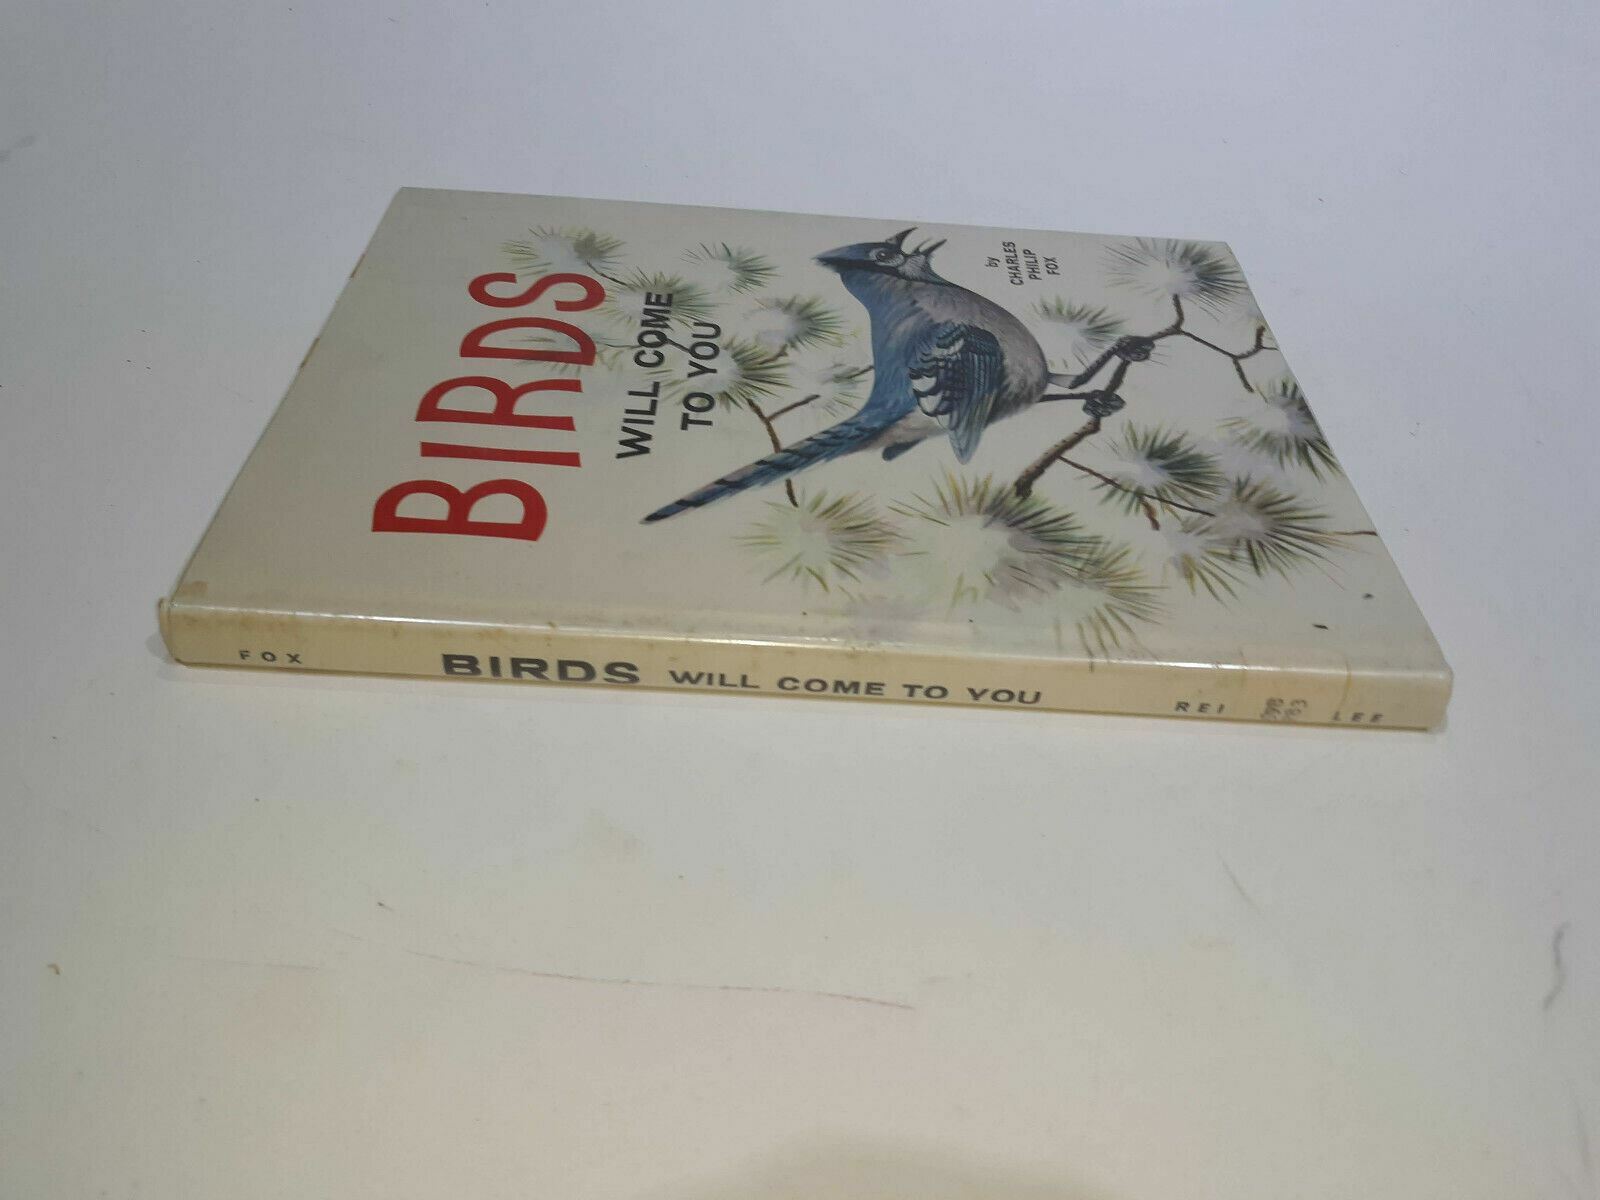 BIRDS
WILL COME
TO YOU
by
CHARLES
PHILIP
FOX
FOX BIRDS WILL COME TO YOU REI LEE